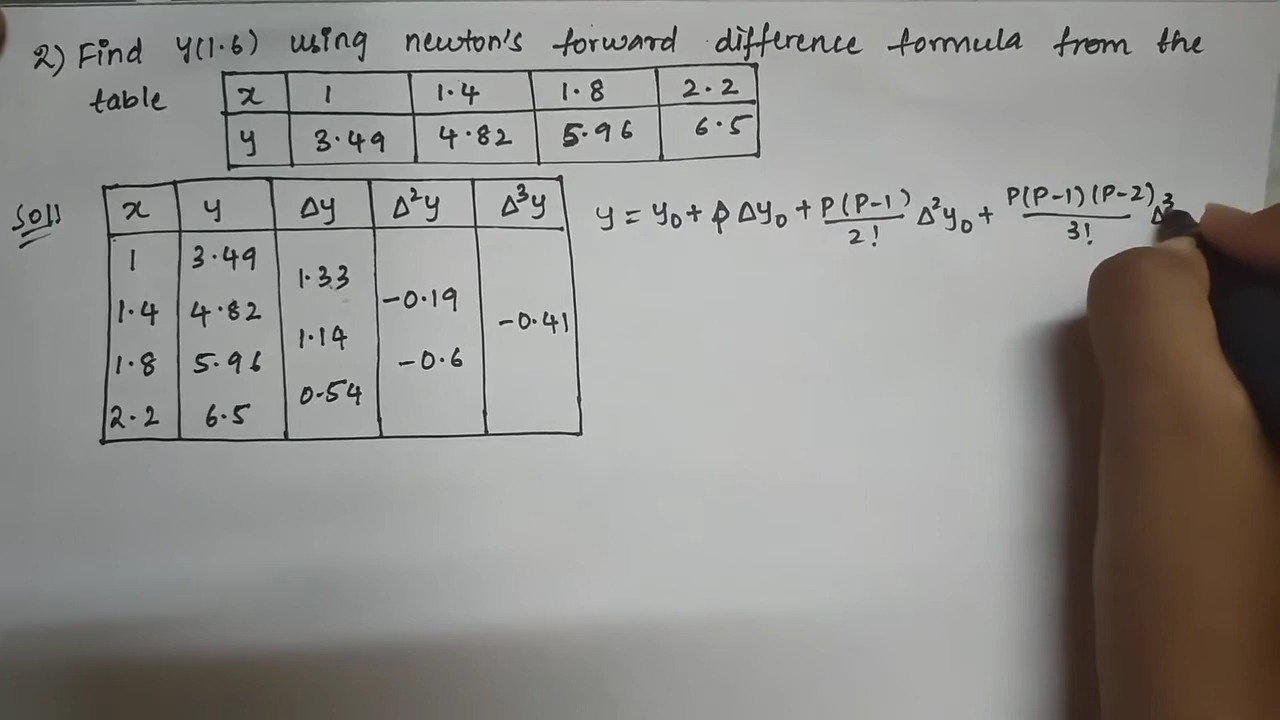 2) Find y(1.6) using newton's forward difference formula from the
table
x 1 1.4 1.8 2.2
y 3.49 4.82 5.96 6.5
Soln
x y Δy Δ²y Δ³y
1 3.49
1.33
1.4 4.82 -0.19
1.14 -0.41
1.8 5.96 -0.6
0.54
2.2 6.5
y = y₀ + p Δy₀ + P(P-1)/2! Δ²y₀ + P(P-1)(P-2)/3! Δ³